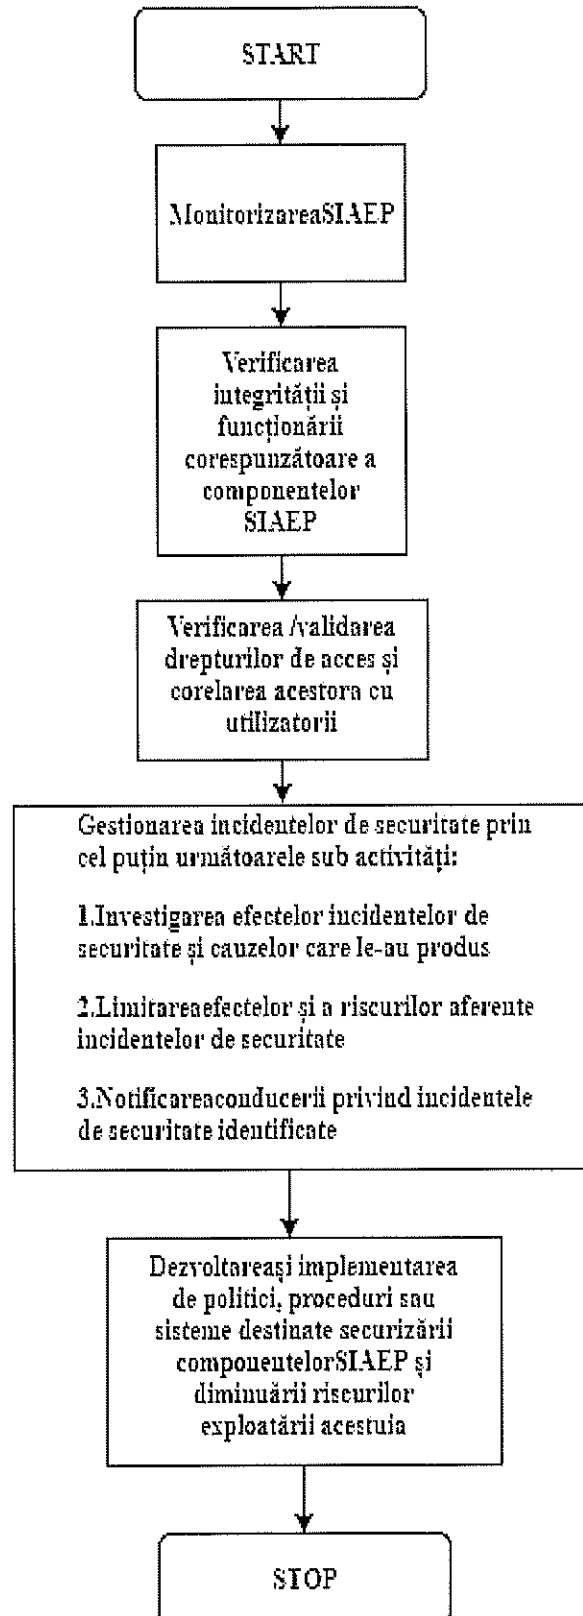 START
MonitorizareaSIAEP
Verificarea
integrității și
funcționării
corespunzătoare a
componentelor
SIAEP
Verificarea /validarea
drepturilor de acces și
corelarea acestora cu
utilizatorii
Gestionarea incidentelor de securitate prin
cel puțin următoarele sub activități:
1.Investigarea efectelor incidentelor de
securitate și cauzelor care le-au produs
2.Limitareaefectelor și a riscurilor aferente
incidentelor de securitate
3.Notificareaconducerii privind incidentele
de securitate identificate
Dezvoltareași implementarea
de politici, proceduri sau
sisteme destinate securizării
componentelorSIAEP și
diminuării riscurilor
exploatării acestuia
STOP